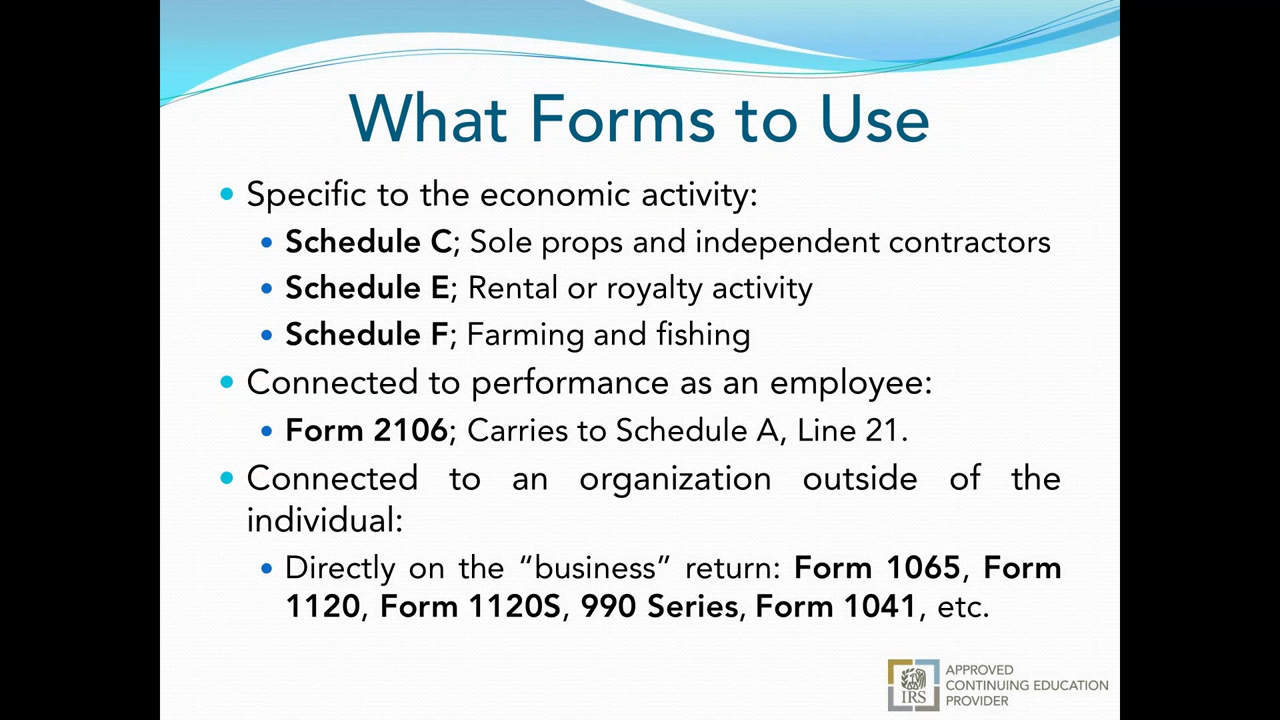 What Forms to Use
• Specific to the economic activity:
• Schedule C; Sole props and independent contractors
• Schedule E; Rental or royalty activity
• Schedule F; Farming and fishing
• Connected to performance as an employee:
• Form 2106; Carries to Schedule A, Line 21.
• Connected to an organization outside of the
individual:
• Directly on the “business” return: Form 1065, Form
1120, Form 1120S, 990 Series, Form 1041, etc.
IRS
APPROVED
CONTINUING EDUCATION
PROVIDER